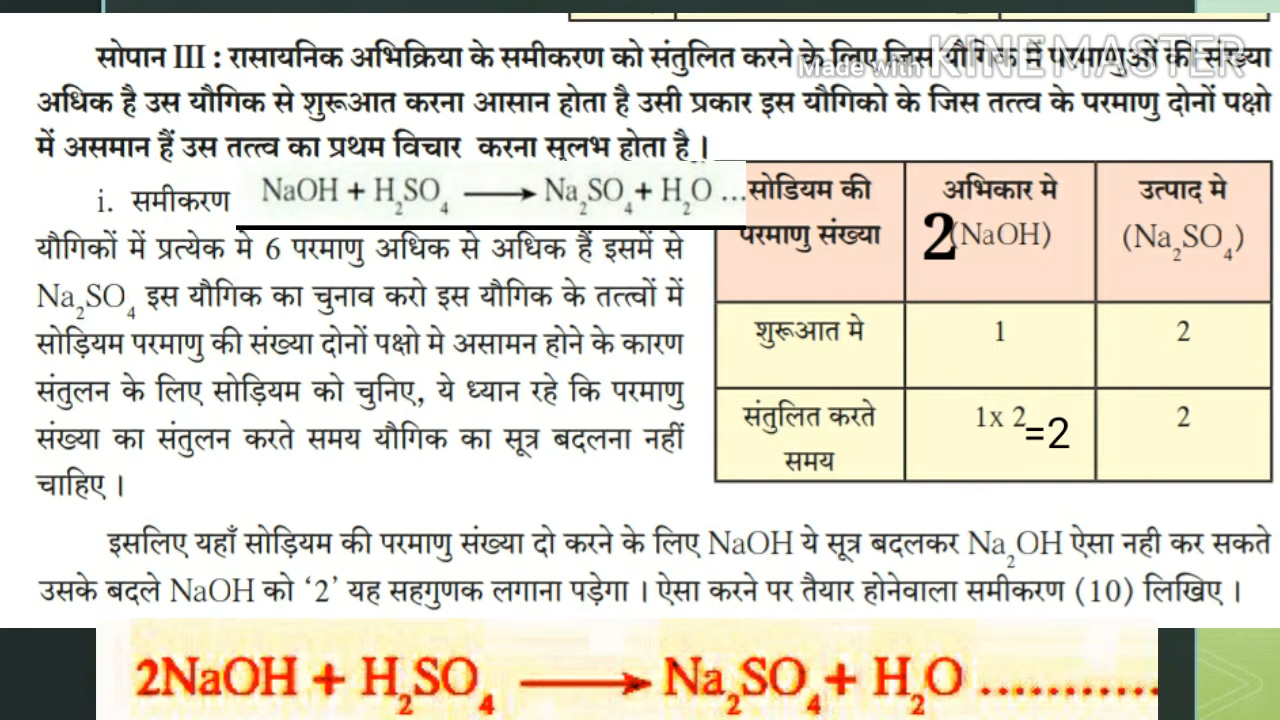 सोपान III : रासायनिक अभिक्रिया के समीकरण को संतुलित करने के लिए जिस यौगिक में परमाणुओं की संख्या
Made with KINEMASTER
अधिक है उस यौगिक से शुरूआत करना आसान होता है उसी प्रकार इस यौगिको के जिस तत्त्व के परमाणु दोनों पक्षो
में असमान हैं उस तत्त्व का प्रथम विचार करना सूलभ होता है।
i. समीकरण NaOH + H₂SO₄ ⟶ Na₂SO₄ + H₂O ...
यौगिकों में प्रत्येक मे 6 परमाणु अधिक से अधिक हैं इसमें से
Na₂SO₄ इस यौगिक का चुनाव करो इस यौगिक के तत्त्वों में
सोड़ियम परमाणु की संख्या दोनों पक्षो मे असामन होने के कारण
संतुलन के लिए सोड़ियम को चुनिए, ये ध्यान रहे कि परमाणु
संख्या का संतुलन करते समय यौगिक का सूत्र बदलना नहीं
चाहिए ।
सोडियम की परमाणु संख्या
अभिकार मे 2(NaOH)
उत्पाद मे (Na₂SO₄)
शुरूआत मे 1 2
संतुलित करते समय 1x 2 =2 2
इसलिए यहाँ सोड़ियम की परमाणु संख्या दो करने के लिए NaOH ये सूत्र बदलकर Na₂OH ऐसा नही कर सकते
उसके बदले NaOH को ‘2’ यह सहगुणक लगाना पड़ेगा । ऐसा करने पर तैयार होनेवाला समीकरण (10) लिखिए ।
2NaOH + H₂SO₄ ⟶ Na₂SO₄ + H₂O ............